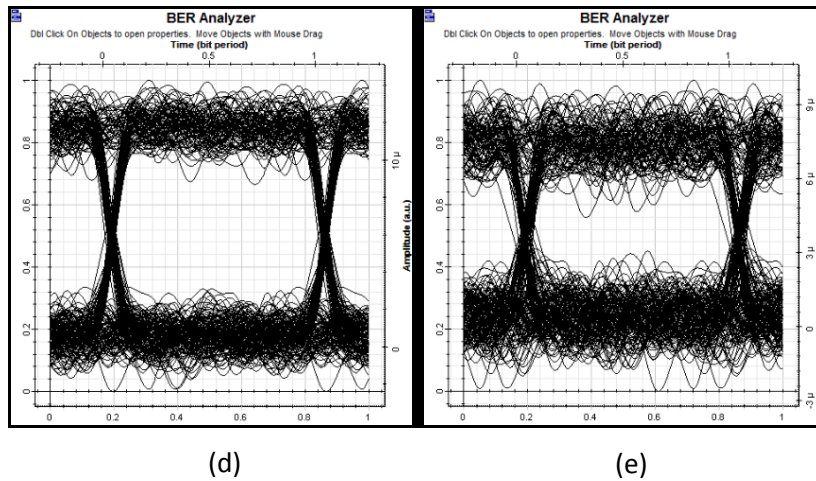 BER Analyzer
Dbl Click On Objects to open properties. Move Objects with Mouse Drag
Time (bit period)
0 0.5 1
1
0.8
0.6
0.4
0.2
0
10 µ
0
Amplitude (a.u.)
0 0.2 0.4 0.6 0.8 1
BER Analyzer
Dbl Click On Objects to open properties. Move Objects with Mouse Drag
Time (bit period)
0 0.5 1
1
0.8
0.6
0.4
0.2
0
9 µ
6 µ
3 µ
0
-3 µ
0 0.2 0.4 0.6 0.8 1
(d)
(e)